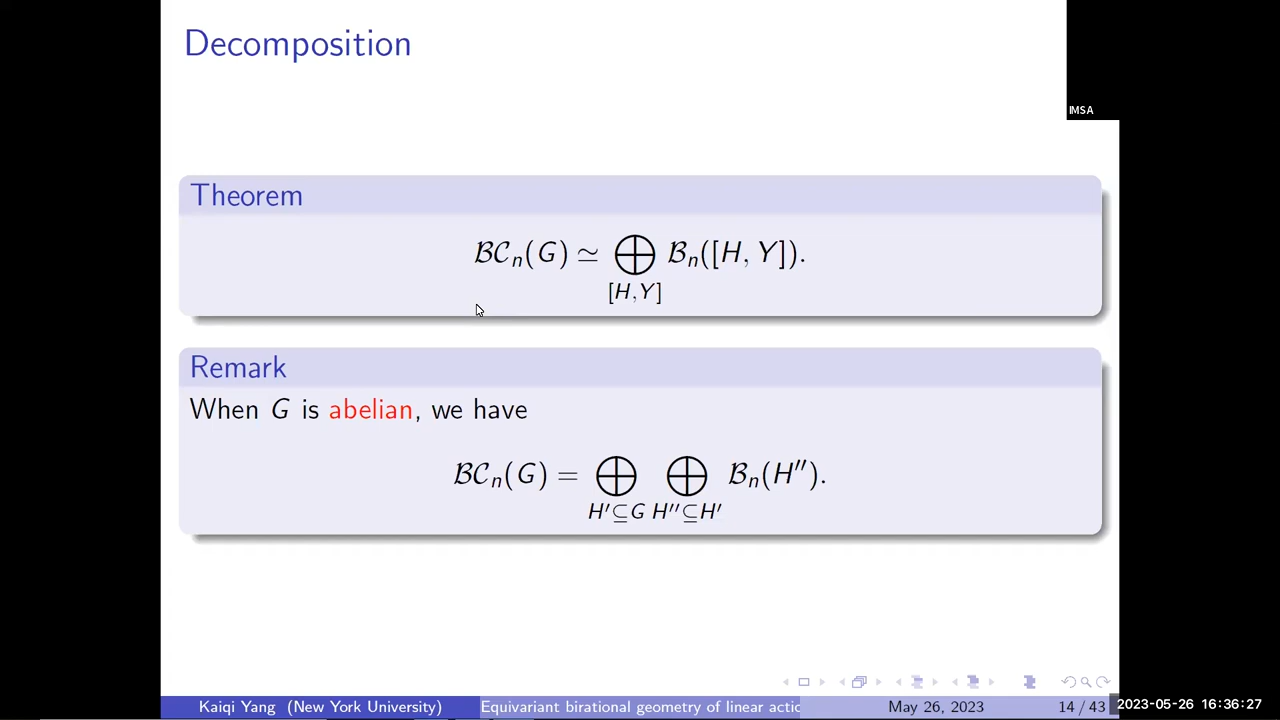 Decomposition
IMSA
Theorem
𝓑𝓒ₙ(G) ≃ ⨁ 𝓑ₙ([H, Y]).
[H,Y]
Remark
When G is abelian, we have
𝓑𝓒ₙ(G) = ⨁ ⨁ 𝓑ₙ(H″).
H′⊆G H″⊆H′
Kaiqi Yang (New York University) Equivariant birational geometry of linear actic May 26, 2023 14 / 43 2023-05-26 16:36:27